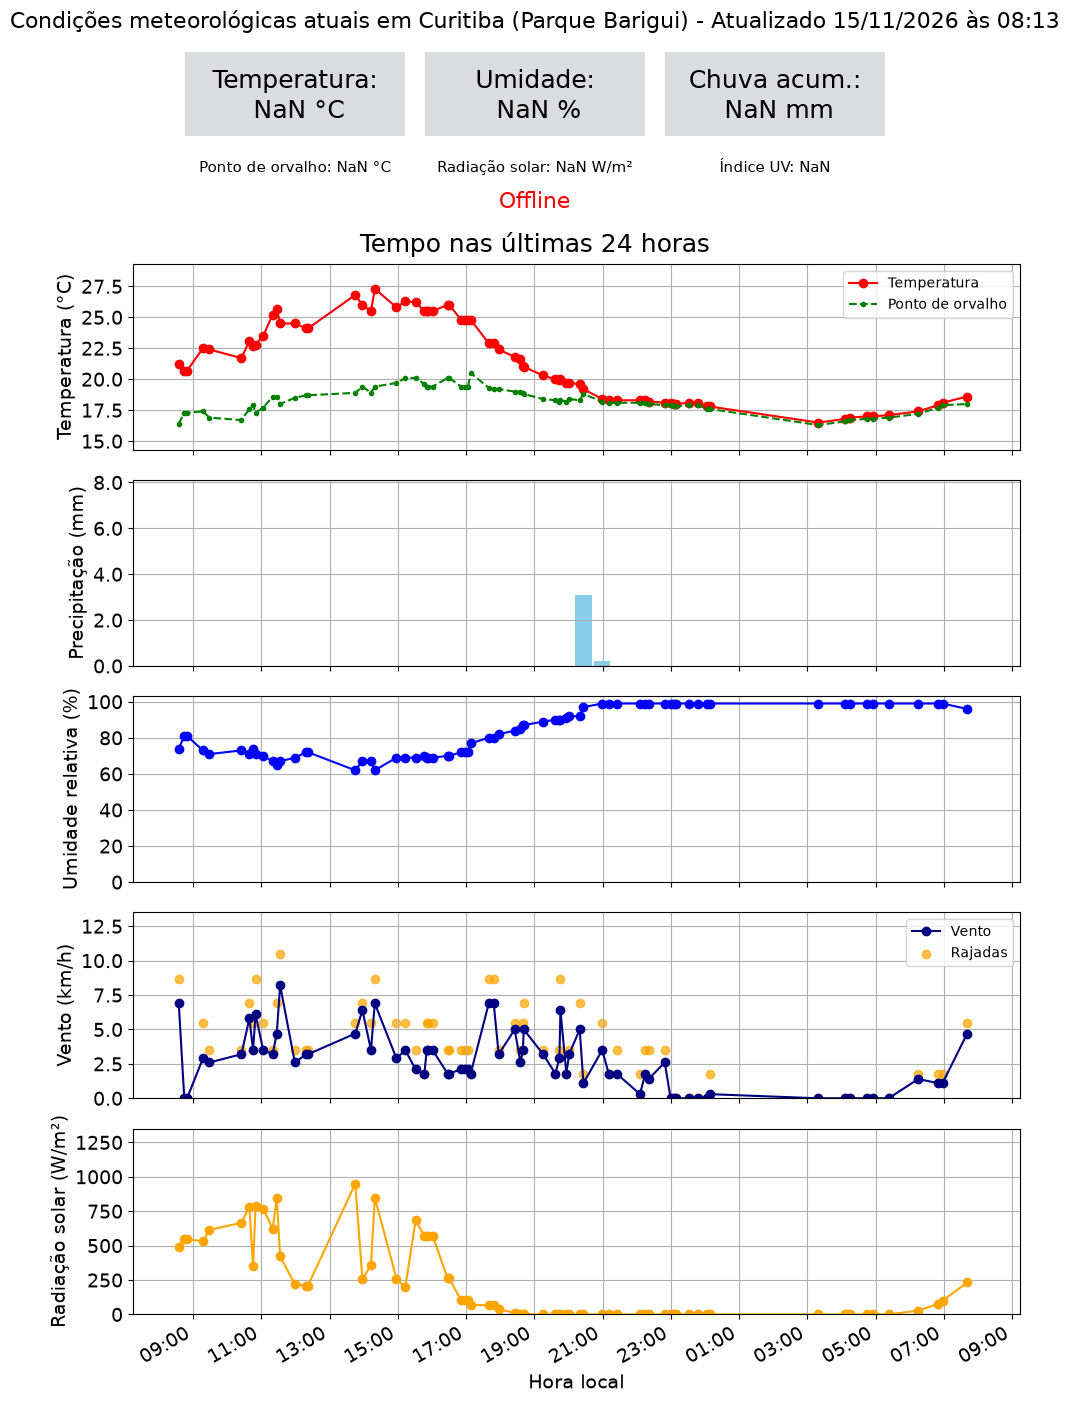 Condições meteorológicas atuais em Curitiba (Parque Barigui) - Atualizado 15/11/2026 às 08:13
Temperatura:
NaN °C
Umidade:
NaN %
Chuva acum.:
NaN mm
Ponto de orvalho: NaN °C
Radiação solar: NaN W/m²
Índice UV: NaN
Offline
Tempo nas últimas 24 horas
Temperatura (°C)
27.5
25.0
22.5
20.0
17.5
15.0
Temperatura
Ponto de orvalho
Precipitação (mm)
8.0
6.0
4.0
2.0
0.0
Umidade relativa (%)
100
80
60
40
20
0
Vento (km/h)
12.5
10.0
7.5
5.0
2.5
0.0
Vento
Rajadas
Radiação solar (W/m²)
1250
1000
750
500
250
0
09:00
11:00
13:00
15:00
17:00
19:00
21:00
23:00
01:00
03:00
05:00
07:00
09:00
Hora local